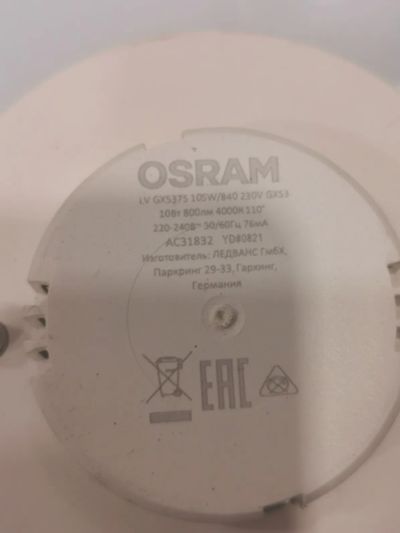 OSRAM
LV GX5375 10SW/840 230V GX53
10Вт 800лм 4000К 110°
220-240В~ 50/60Гц 76мА
AC31832 YD80821
Изготовитель: ЛЕДВАНС ГмбХ,
Паркринг 29-33, Гархинг,
Германия
EAC